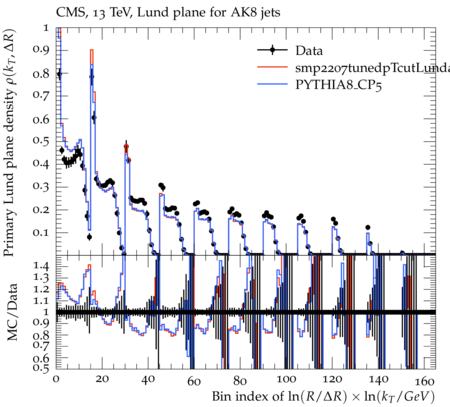 CMS, 13 TeV, Lund plane for AK8 jets
Primary Lund plane density ρ(k_T, ΔR)
1
0.9
0.8
0.7
0.6
0.5
0.4
0.3
0.2
0.1
Data
smp2207tunedpTcutLunda
PYTHIA8_CP5
MC/Data
1.4
1.3
1.2
1.1
1
0.9
0.8
0.7
0.6
0.5
0 20 40 60 80 100 120 140 160
Bin index of ln(R/ΔR) × ln(k_T/GeV)